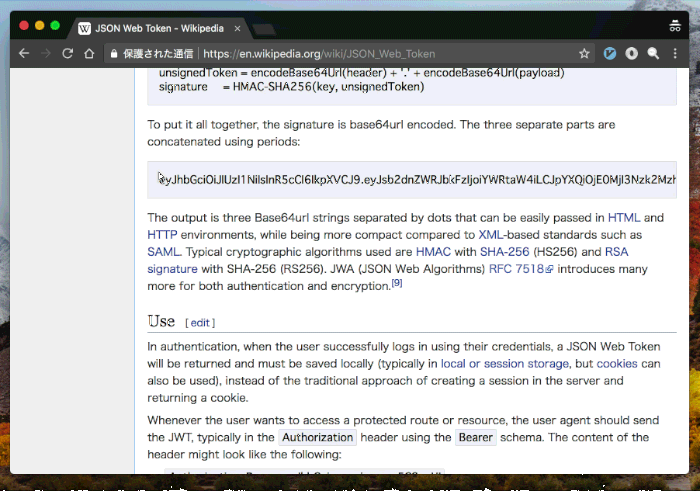 JSON Web Token - Wikipedia
保護された通信 https://en.wikipedia.org/wiki/JSON_Web_Token
unsignedToken = encodeBase64Url(header) + '.' + encodeBase64Url(payload)
signature = HMAC-SHA256(key, unsignedToken)
To put it all together, the signature is base64url encoded. The three separate parts are
concatenated using periods:
The output is three Base64url strings separated by dots that can be easily passed in HTML and
HTTP environments, while being more compact compared to XML-based standards such as
SAML. Typical cryptographic algorithms used are HMAC with SHA-256 (HS256) and RSA
signature with SHA-256 (RS256). JWA (JSON Web Algorithms) RFC 7518 introduces many
more for both authentication and encryption.[9]
Use [edit]
In authentication, when the user successfully logs in using their credentials, a JSON Web Token
will be returned and must be saved locally (typically in local or session storage, but cookies can
also be used), instead of the traditional approach of creating a session in the server and
returning a cookie.
Whenever the user wants to access a protected route or resource, the user agent should send
the JWT, typically in the Authorization header using the Bearer schema. The content of the
header might look like the following: